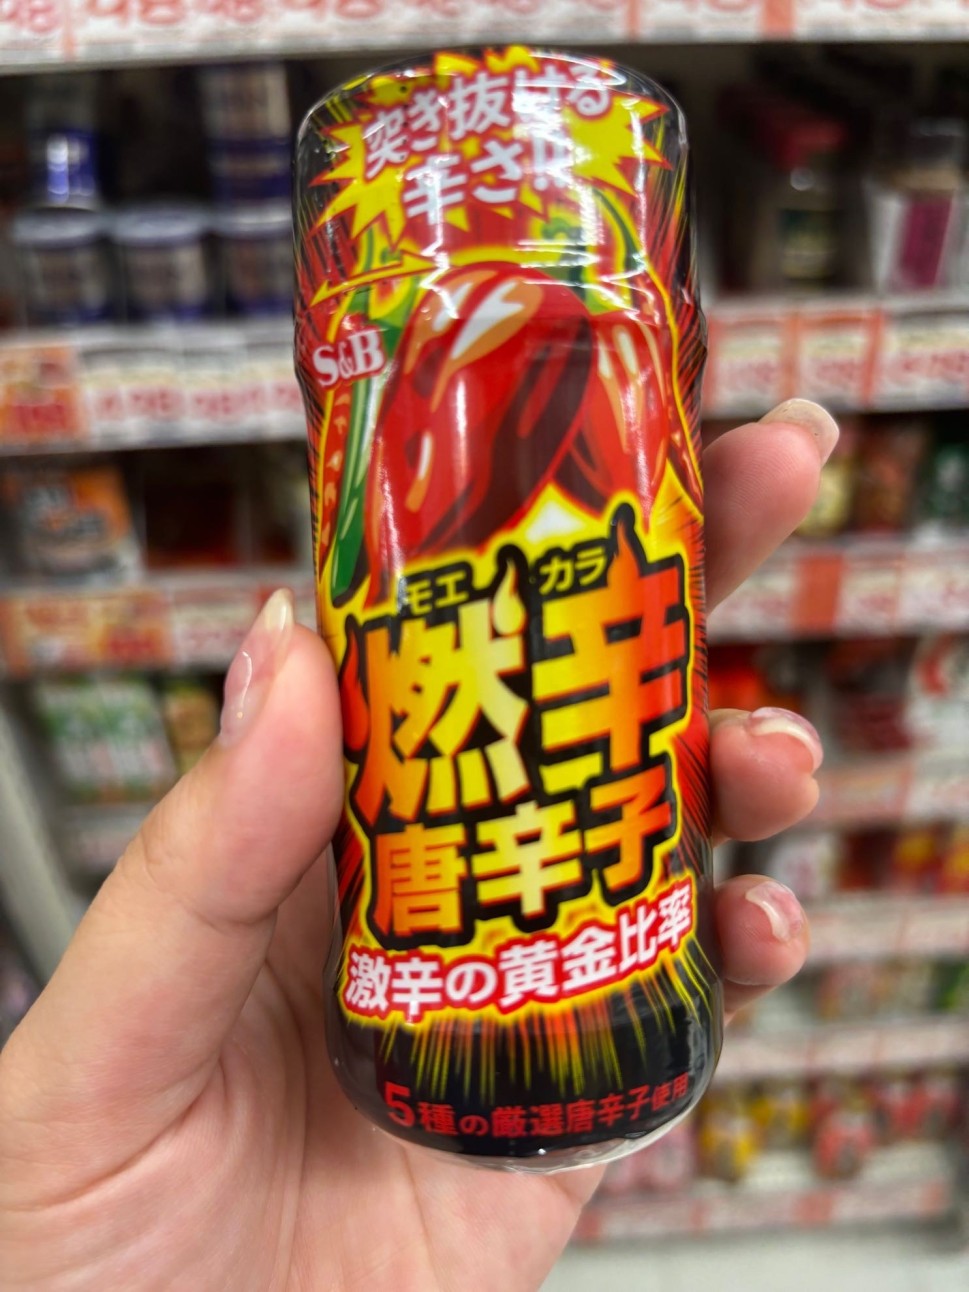 突き抜ける
辛さ!!
S&B
モエ カラ
燃辛
唐辛子
激辛の黄金比率
5種の厳選唐辛子使用